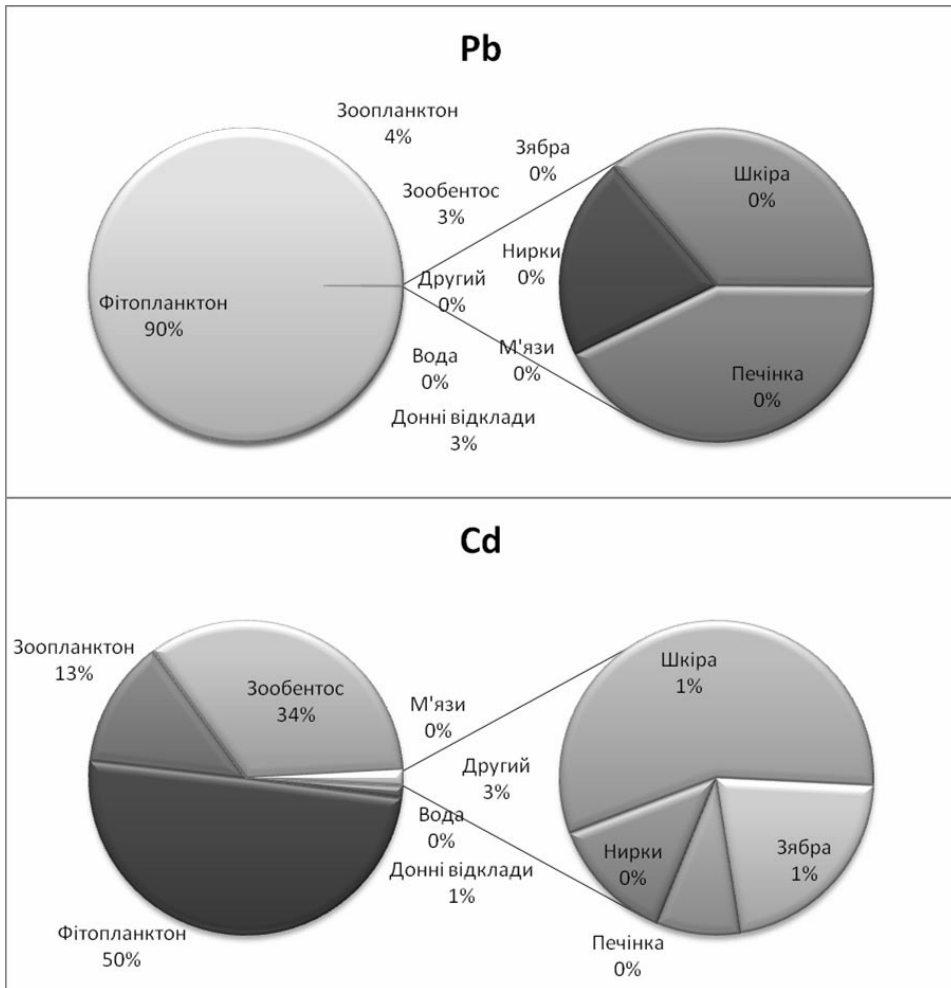 Pb
Зоопланктон
4%
Зообентос
3%
Другий
0%
Фітопланктон
90%
Вода
0%
Донні відклади
3%
Зябра
0%
Нирки
0%
М'язи
0%
Шкіра
0%
Печінка
0%
Cd
Зоопланктон
13%
Зообентос
34%
М'язи
0%
Другий
3%
Вода
0%
Донні відклади
1%
Фітопланктон
50%
Шкіра
1%
Нирки
0%
Зябра
1%
Печінка
0%